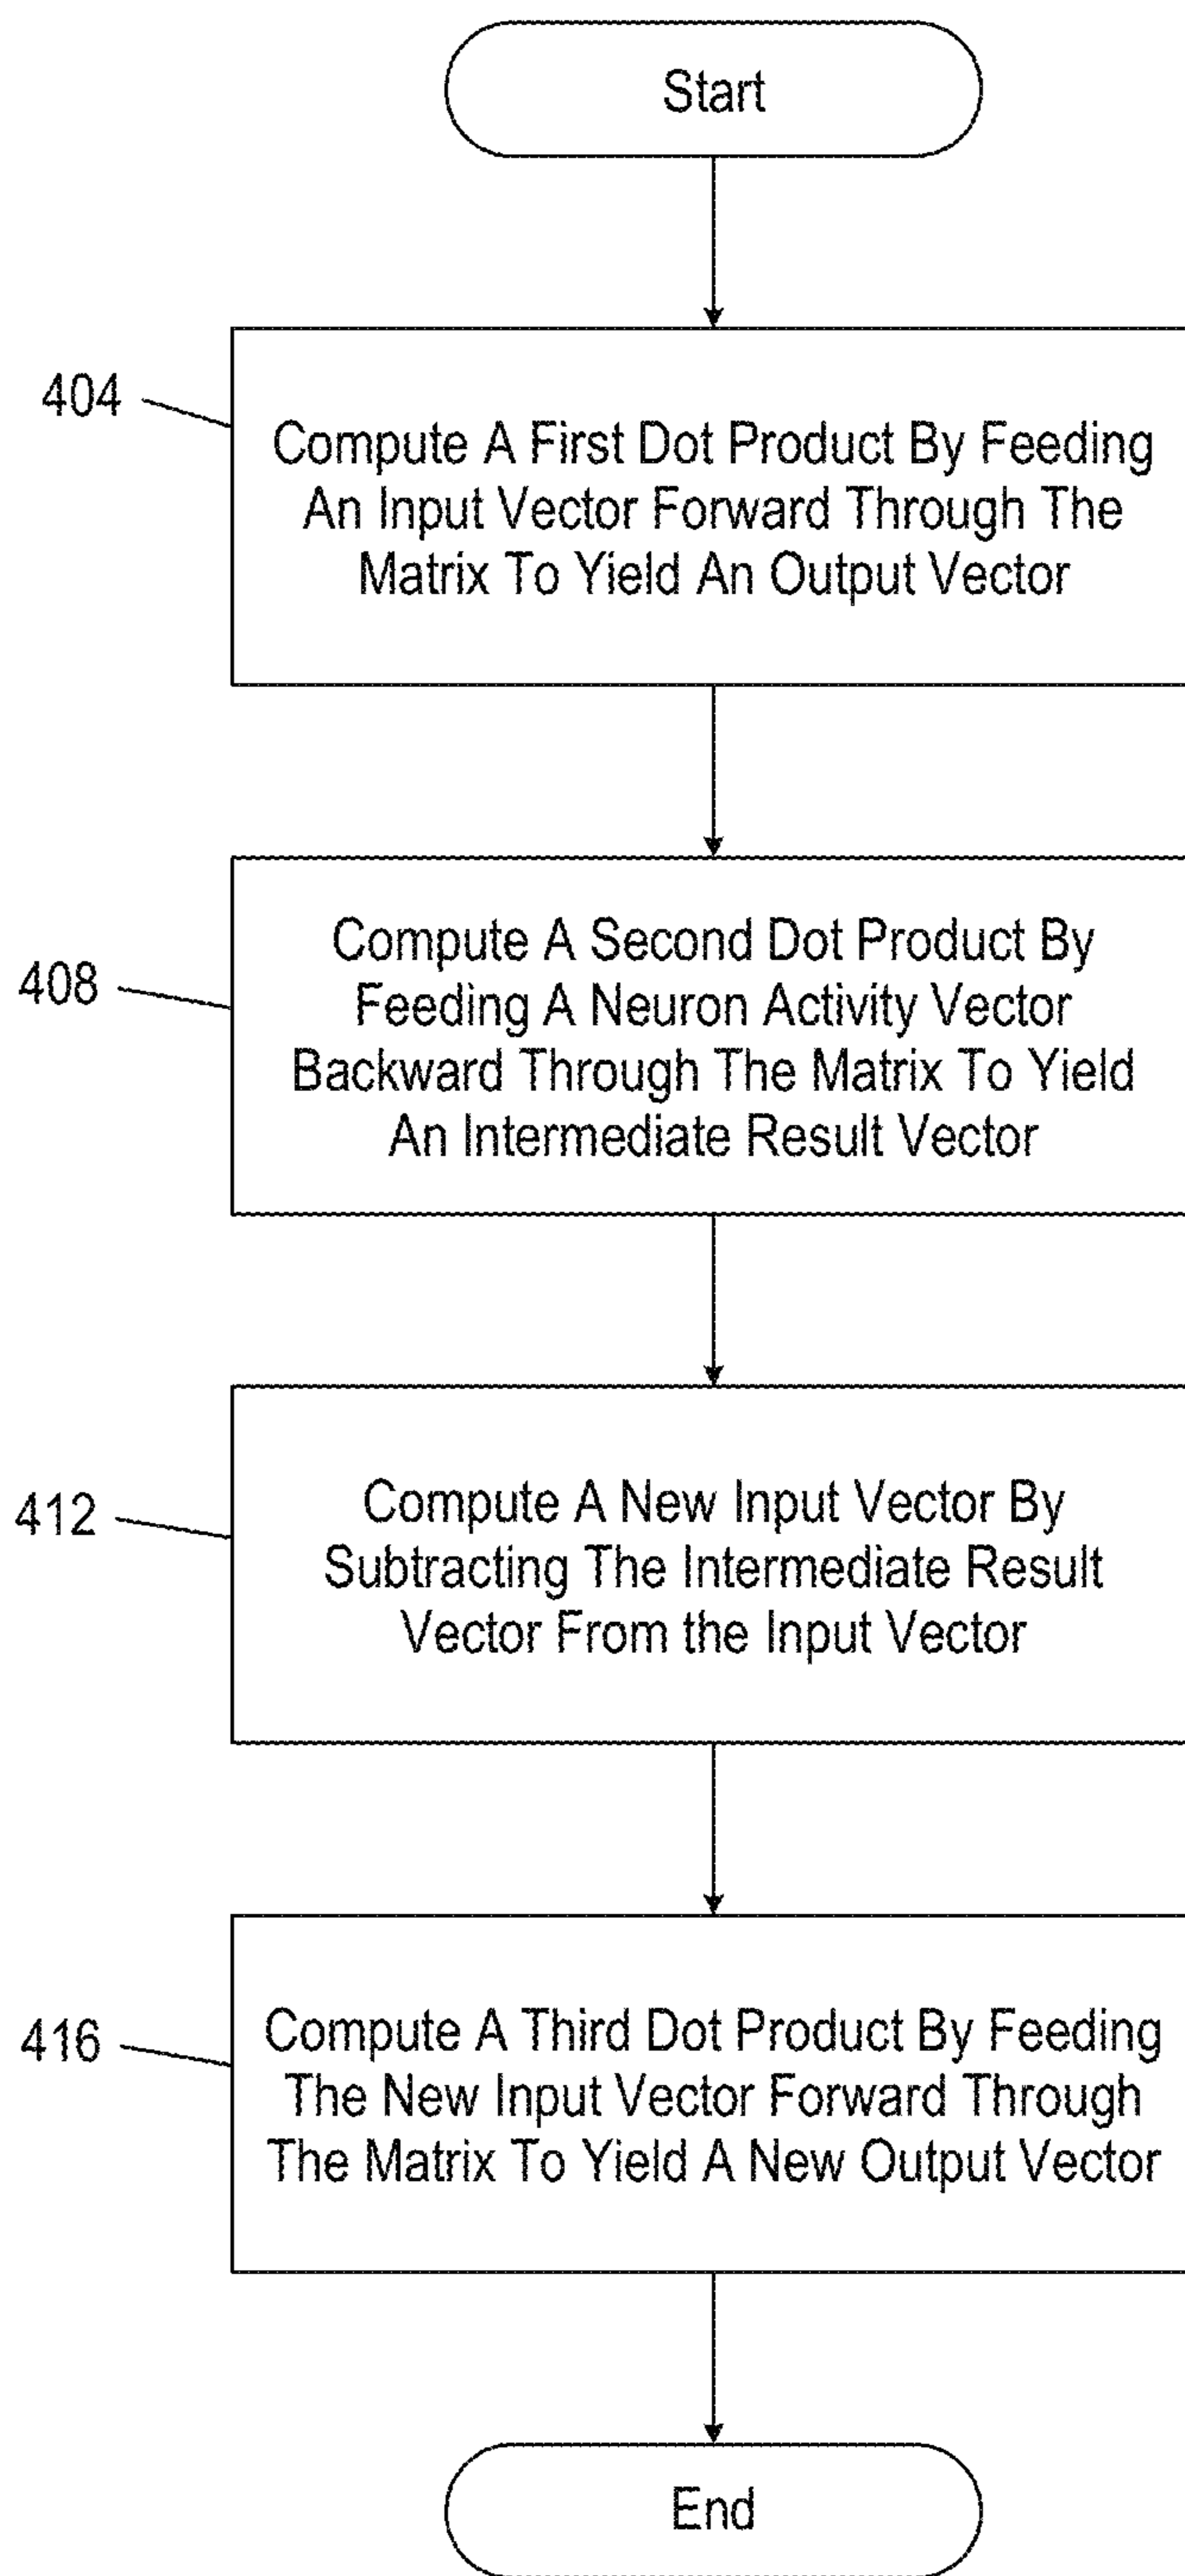 Start
404
Compute A First Dot Product By Feeding
An Input Vector Forward Through The
Matrix To Yield An Output Vector
408
Compute A Second Dot Product By
Feeding A Neuron Activity Vector
Backward Through The Matrix To Yield
An Intermediate Result Vector
412
Compute A New Input Vector By
Subtracting The Intermediate Result
Vector From the Input Vector
416
Compute A Third Dot Product By Feeding
The New Input Vector Forward Through
The Matrix To Yield A New Output Vector
End